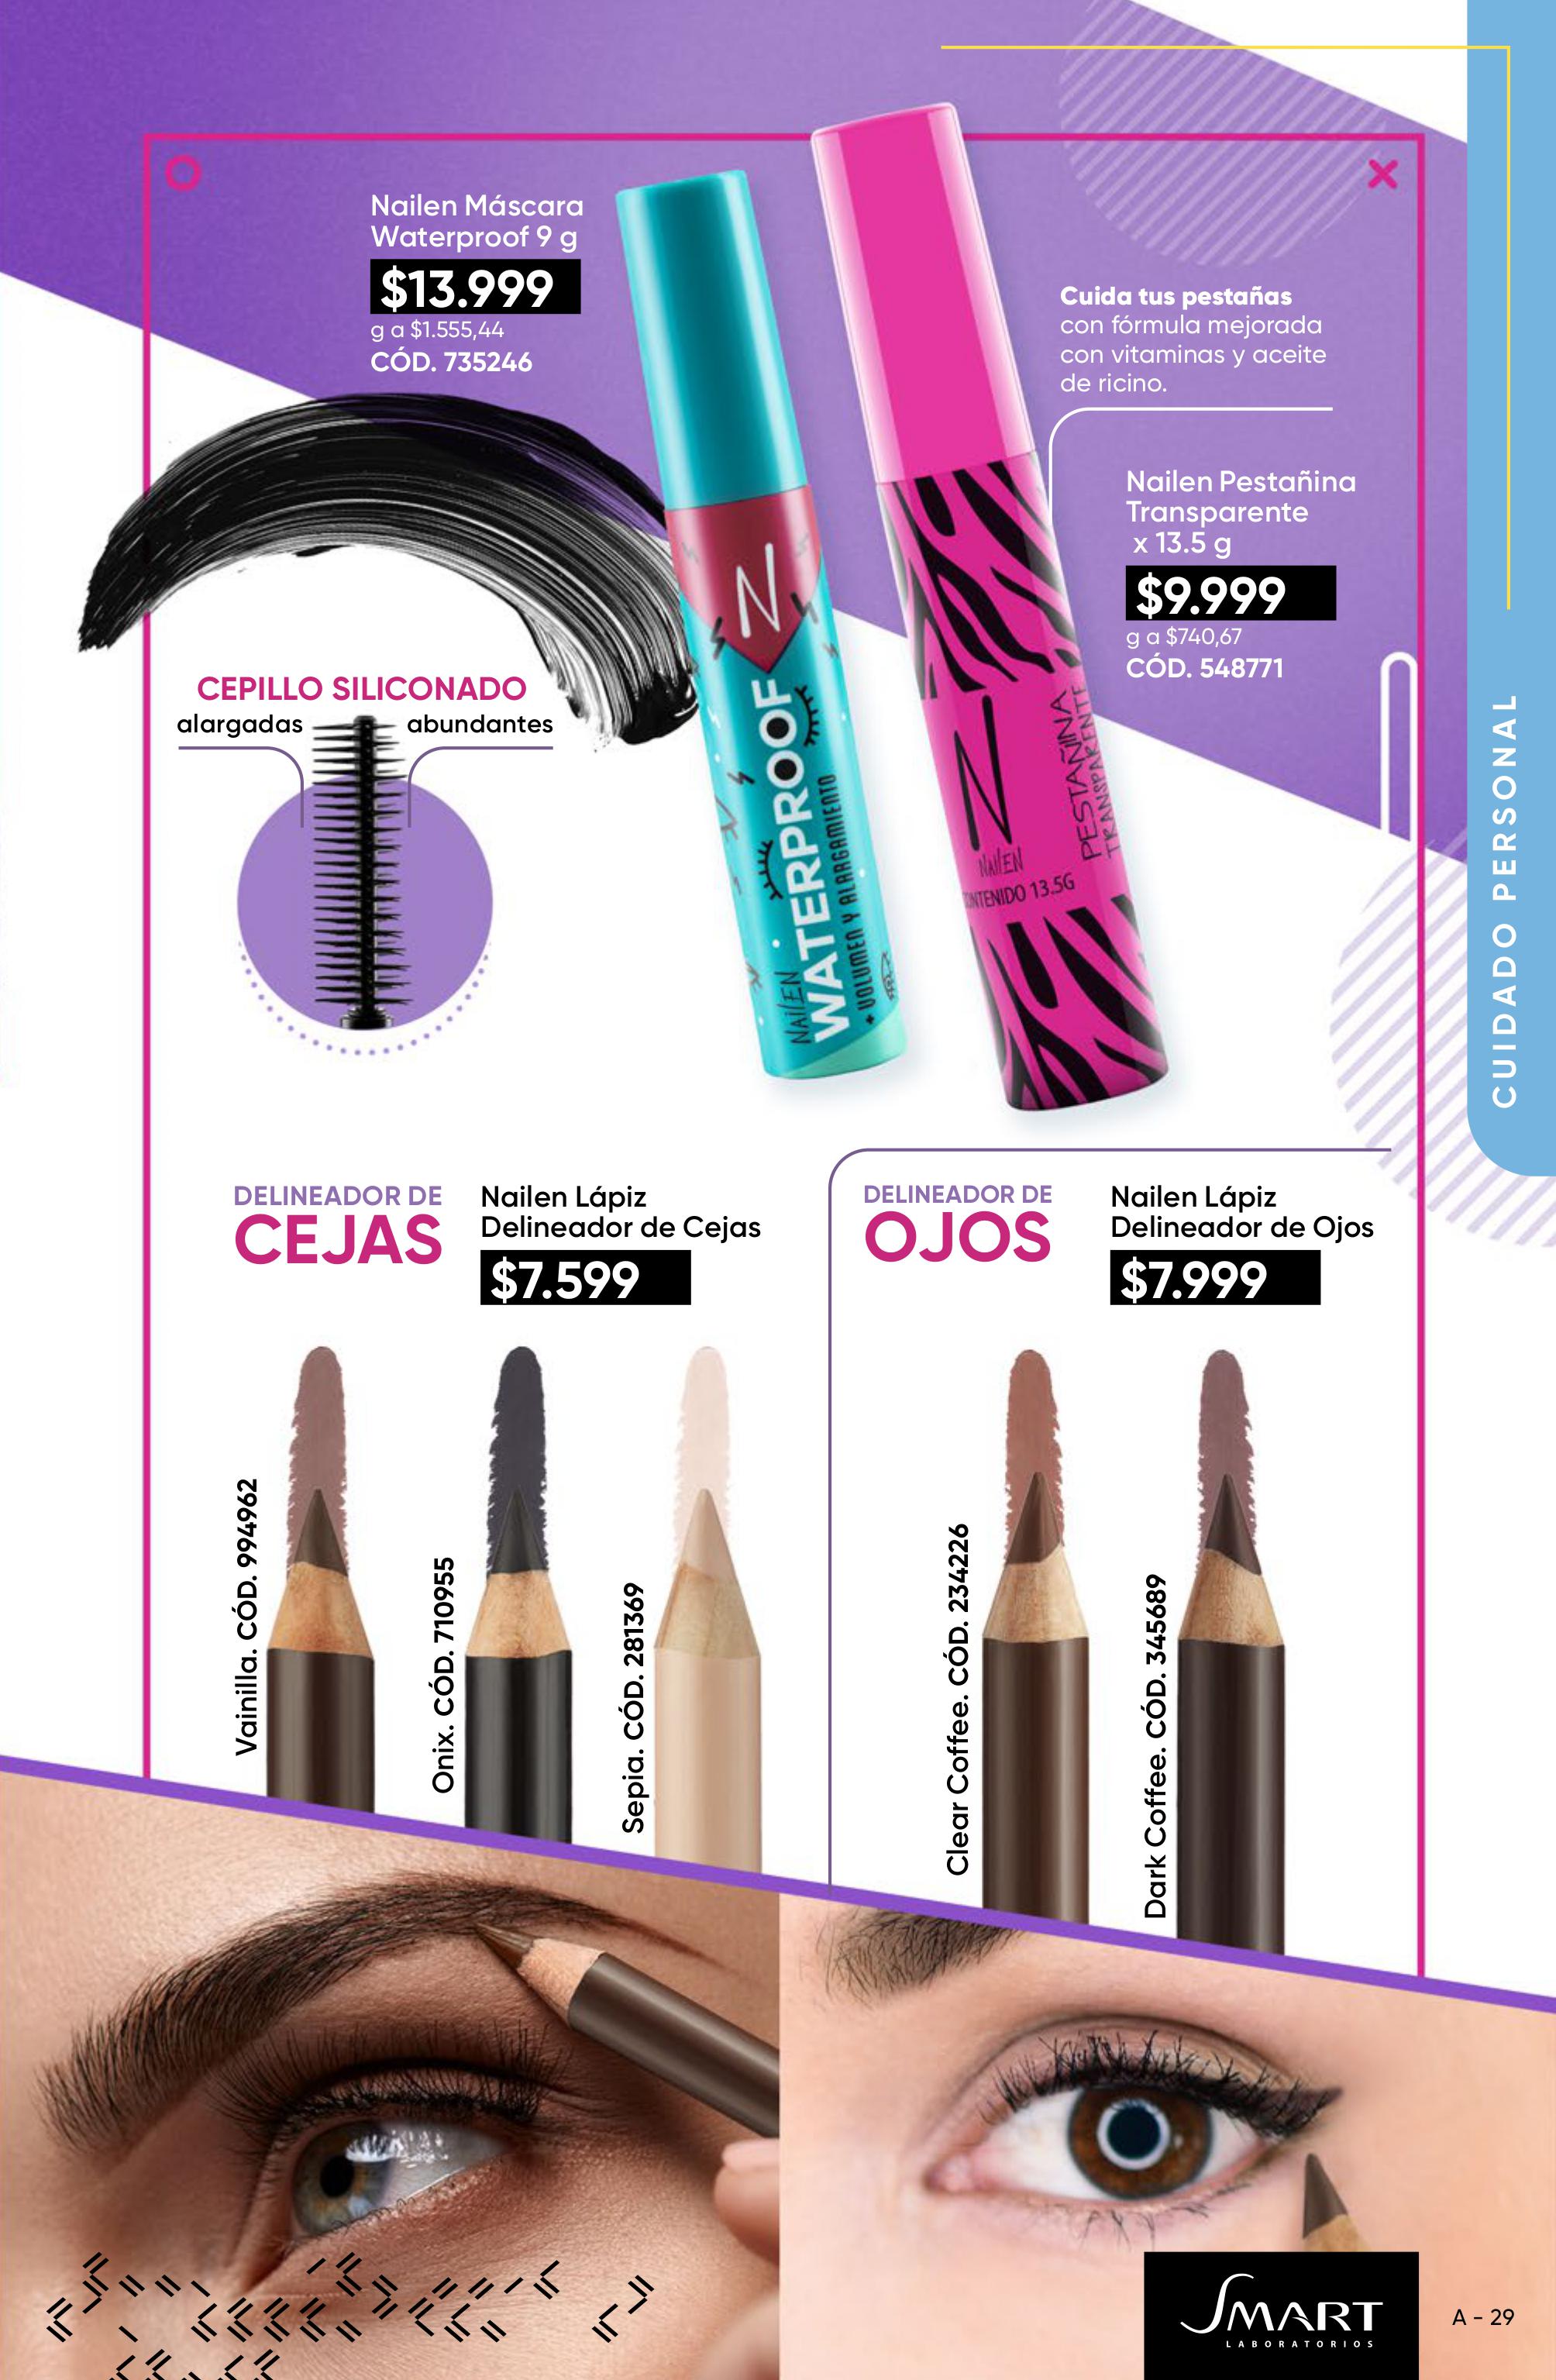 Nailen Máscara
Waterproof 9 g
$13.999
g a $1.555,44
CÓD. 735246
Cuida tus pestañas
con fórmula mejorada
con vitaminas y aceite
de ricino.
Nailen Pestañina
Transparente
x 13.5 g
$9.999
g a $740,67
CÓD. 548771
CEPILLO SILICONADO
alargadas
abundantes
N
NAILEN
WATERPROOF
+ VOLUMEN Y ALARGAMIENTO
N
NAILEN
PESTAÑINA
TRANSPARENTE
ONTENIDO 13.5G
CUIDADO PERSONAL
DELINEADOR DE
CEJAS
Nailen Lápiz
Delineador de Cejas
$7.599
Vainilla. CÓD. 994962
Onix. CÓD. 710955
Sepia. CÓD. 281369
DELINEADOR DE
OJOS
Nailen Lápiz
Delineador de Ojos
$7.999
Clear Coffee. CÓD. 234226
Dark Coffee. CÓD. 345689
SMART
LABORATORIOS
A - 29